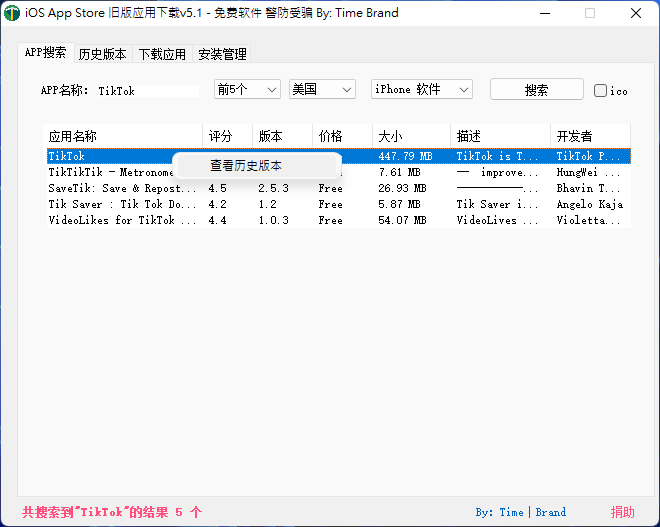 iOS App Store 旧版应用下载v5.1 - 免费软件 警防受骗 By: Time Brand
APP搜索 历史版本 下载应用 安装管理
APP名称: TikTok 前5个 美国 iPhone 软件 搜索 ico
应用名称 评分 版本 价格 大小 描述 开发者
TikTok 447.79 MB TikTok is T... TikTok P...
查看历史版本
TikTikTik - Metronome 7.61 MB —— improve... HungWei ...
SaveTik: Save & Repost... 4.5 2.5.3 Free 26.93 MB ——————... Bhavin T...
Tik Saver : Tik Tok Do... 4.2 1.2 Free 5.87 MB Tik Saver i... Angelo Kaja
VideoLikes for TikTok ... 4.4 1.0.3 Free 54.07 MB VideoLives ... Violetta...
共搜索到"TikTok"的结果 5 个 By: Time|Brand 捐助